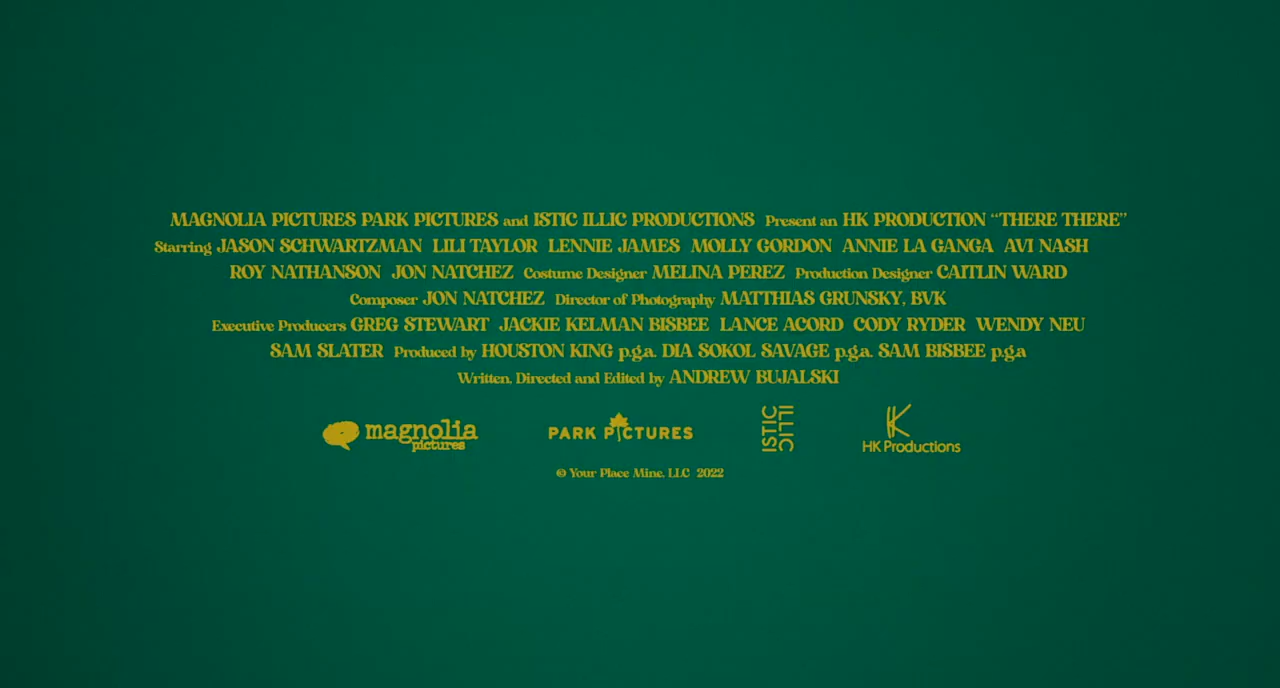 MAGNOLIA PICTURES PARK PICTURES and ISTIC ILLIC PRODUCTIONS Present an HK PRODUCTION “THERE THERE”
Starring JASON SCHWARTZMAN LILI TAYLOR LENNIE JAMES MOLLY GORDON ANNIE LA GANGA AVI NASH
ROY NATHANSON JON NATCHEZ Costume Designer MELINA PEREZ Production Designer CAITLIN WARD
Composer JON NATCHEZ Director of Photography MATTHIAS GRUNSKY, BVK
Executive Producers GREG STEWART JACKIE KELMAN BISBEE LANCE ACORD CODY RYDER WENDY NEU
SAM SLATER Produced by HOUSTON KING p.g.a. DIA SOKOL SAVAGE p.g.a. SAM BISBEE p.g.a
Written, Directed and Edited by ANDREW BUJALSKI
magnolia
pictures
PARK PICTURES
ISTIC
ILLIC
HK Productions
© Your Place Mine, LLC 2022